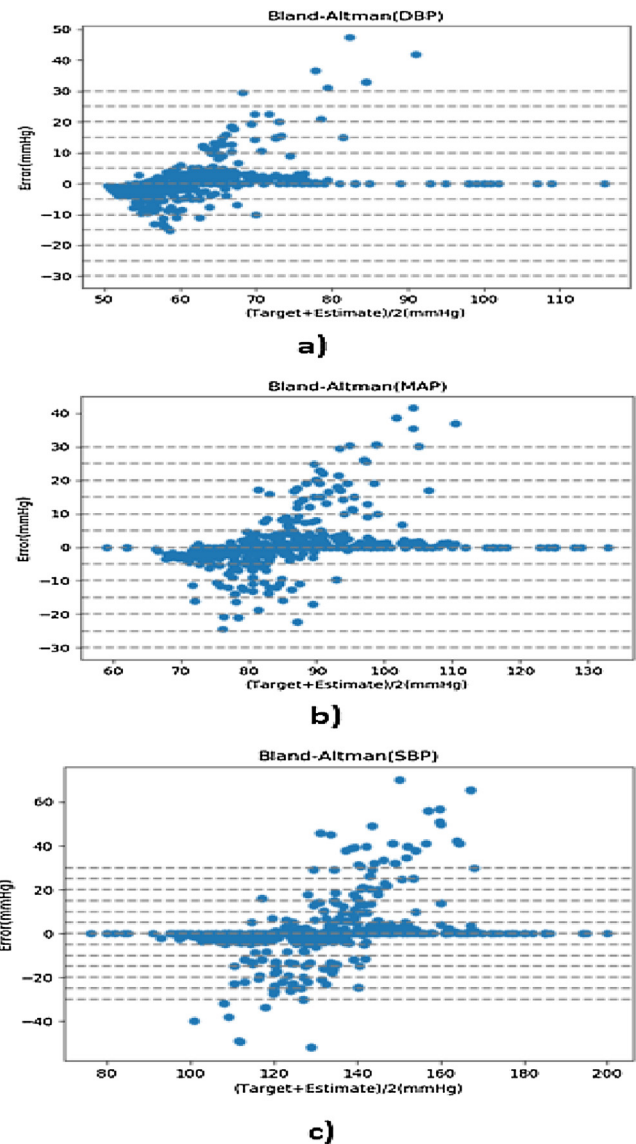 Bland-Altman(DBP)
50
40
30
20
10
0
−10
−20
−30
Error(mmHg)
50 60 70 80 90 100 110
(Target+Estimate)/2(mmHg)
a)
Bland-Altman(MAP)
40
30
20
10
0
−10
−20
−30
Error(mmHg)
60 70 80 90 100 110 120 130
(Target+Estimate)/2(mmHg)
b)
Bland-Altman(SBP)
60
40
20
0
−20
−40
Error(mmHg)
80 100 120 140 160 180 200
(Target+Estimate)/2(mmHg)
c)